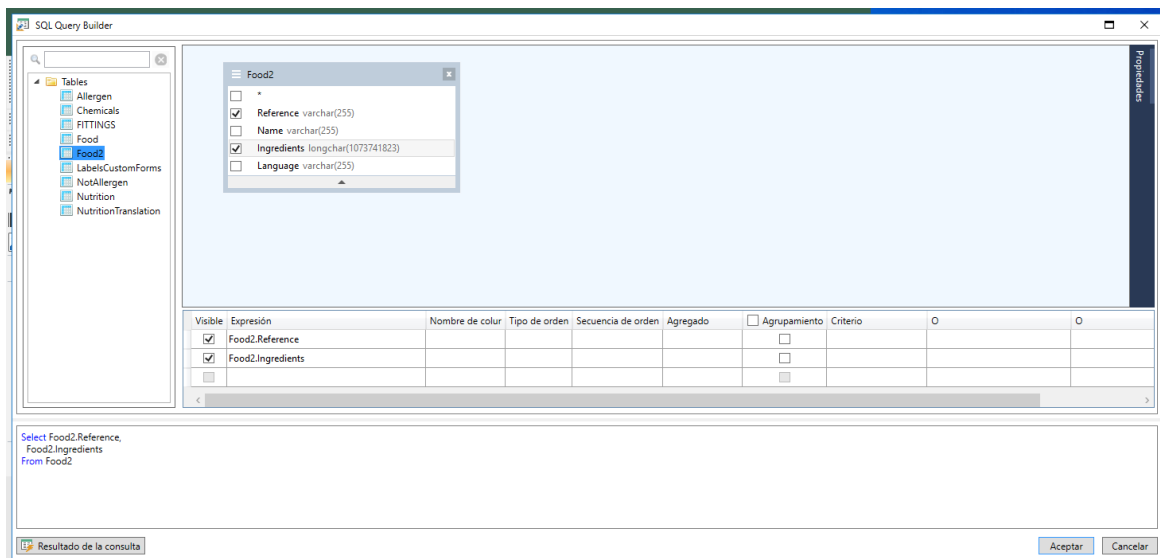 SQL Query Builder
Tables
Allergen
Chemicals
FITTINGS
Food
Food2
LabelsCustomForms
NotAllergen
Nutrition
NutritionTranslation
Food2
*
Reference varchar(255)
Name varchar(255)
Ingredients longchar(1073741823)
Language varchar(255)
Propiedades
Visible Expresión Nombre de colur Tipo de orden Secuencia de orden Agregado Agrupamiento Criterio O O
Food2.Reference
Food2.Ingredients
Select Food2.Reference,
Food2.Ingredients
From Food2
Resultado de la consulta
Aceptar Cancelar